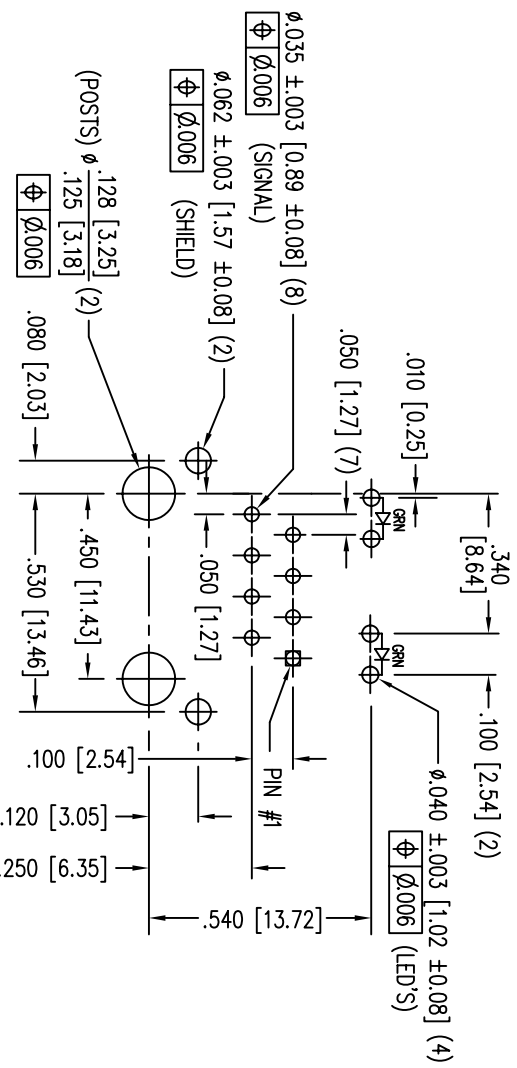 ø.035 ±.003 [0.89 ±0.08] (8)
⌖ Ø.006 (SIGNAL)
ø.062 ±.003 [1.57 ±0.08] (2)
⌖ Ø.006 (SHIELD)
(POSTS) ø .128 [3.25]
.125 [3.18] (2)
⌖ Ø.006
.080 [2.03]
.010 [0.25]
.050 [1.27] (7)
GRN
GRN
.340
[8.64]
.100 [2.54] (2)
ø.040 ±.003 [1.02 ±0.08] (4)
⌖ Ø.006 (LED'S)
.050 [1.27]
.450 [11.43]
.530 [13.46]
PIN #1
.100 [2.54]
.120 [3.05]
.250 [6.35]
.540 [13.72]